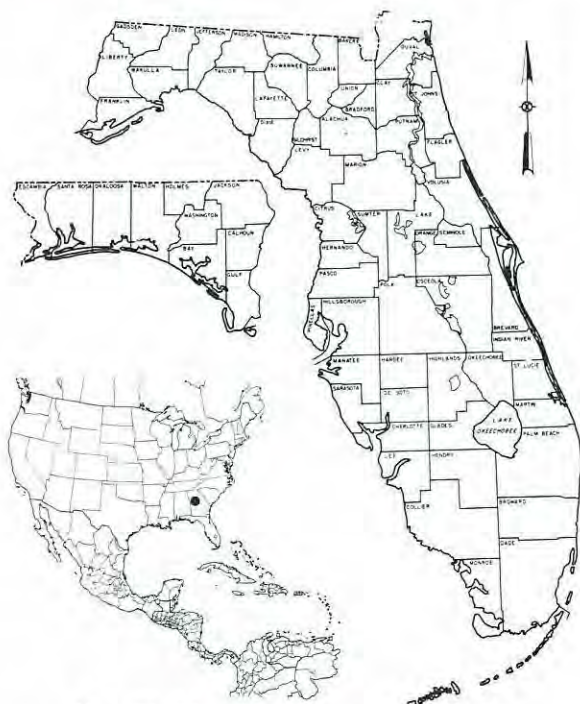 GADSDEN
LEON
JEFFERSON
MADISON
HAMILTON
BAKER
DUVAL
LIBERTY
WAKULLA
TAYLOR
SUWANNEE
COLUMBIA
UNION
CLAY
ST. JOHNS
FRANKLIN
LAFAYETTE
BRADFORD
DIXIE
GILCHRIST
ALACHUA
PUTNAM
FLAGLER
LEVY
MARION
VOLUSIA
ESCAMBIA
SANTA ROSA
OKALOOSA
WALTON
HOLMES
JACKSON
WASHINGTON
BAY
CALHOUN
GULF
CITRUS
SUMTER
LAKE
HERNANDO
ORANGE
SEMINOLE
PASCO
POLK
OSCEOLA
PINELLAS
HILLSBOROUGH
BREVARD
INDIAN RIVER
MANATEE
HARDEE
HIGHLANDS
OKEECHOBEE
ST. LUCIE
SARASOTA
DE SOTO
MARTIN
CHARLOTTE
GLADES
LAKE
OKEECHOBEE
PALM BEACH
LEE
HENDRY
COLLIER
BROWARD
DADE
MONROE